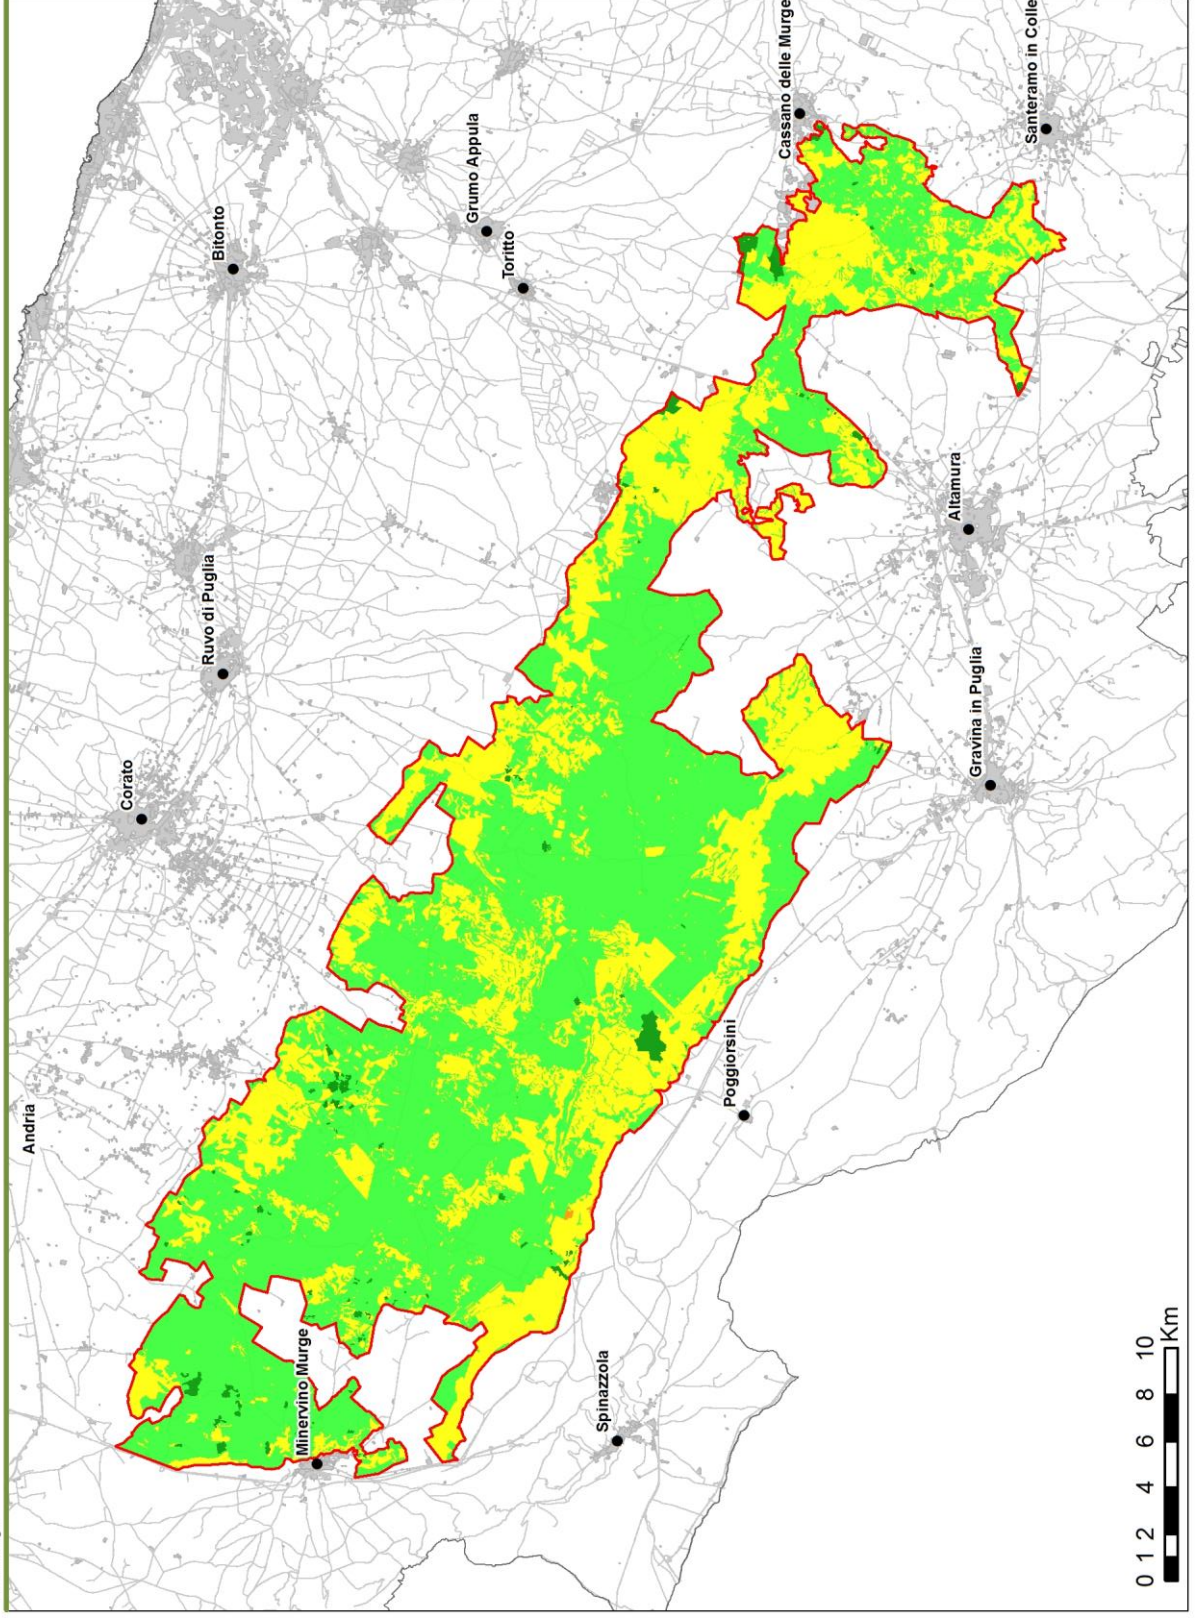 Andria
Corato
Ruvo di Puglia
Bitonto
Grumo Appula
Toritto
Cassano delle Murge
Santeramo in Colle
Altamura
Gravina in Puglia
Poggiorsini
Minervino Murge
Spinazzola
0 1 2 4 6 8 10
Km